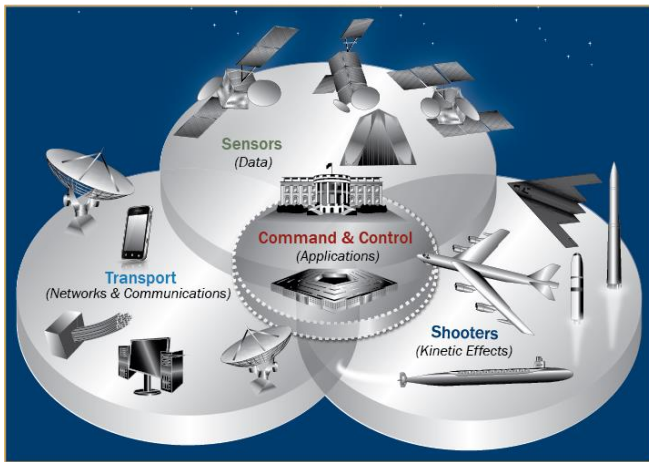 Sensors
(Data)
Command & Control
(Applications)
Transport
(Networks & Communications)
Shooters
(Kinetic Effects)